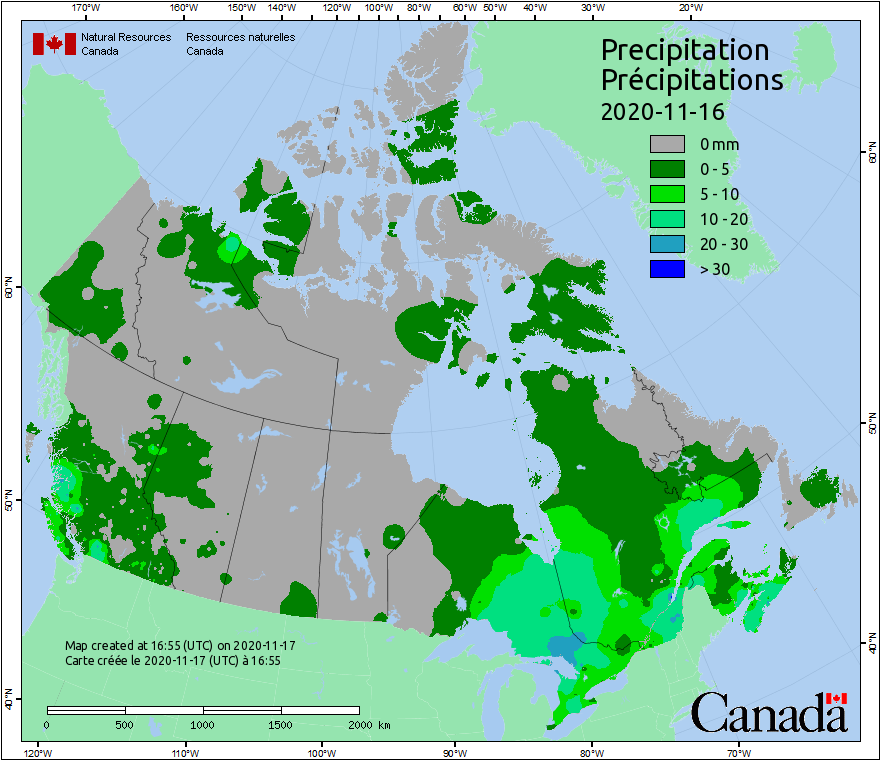 170°W 160°W 150°W 140°W 130°W 120°W 110°W 100°W 90°W 80°W 60°W 50°W 40°W 30°W 20°W
Natural Resources Ressources naturelles
Canada Canada
Precipitation
Précipitations
2020-11-16
0 mm
0 - 5
5 - 10
10 - 20
20 - 30
> 30
60°N
60°N
50°N
50°N
40°N
40°N
Map created at 16:55 (UTC) on 2020-11-17
Carte créée le 2020-11-17 (UTC) à 16:55
0 500 1000 1500 2000 km
Canada
120°W 110°W 100°W 90°W 80°W 70°W